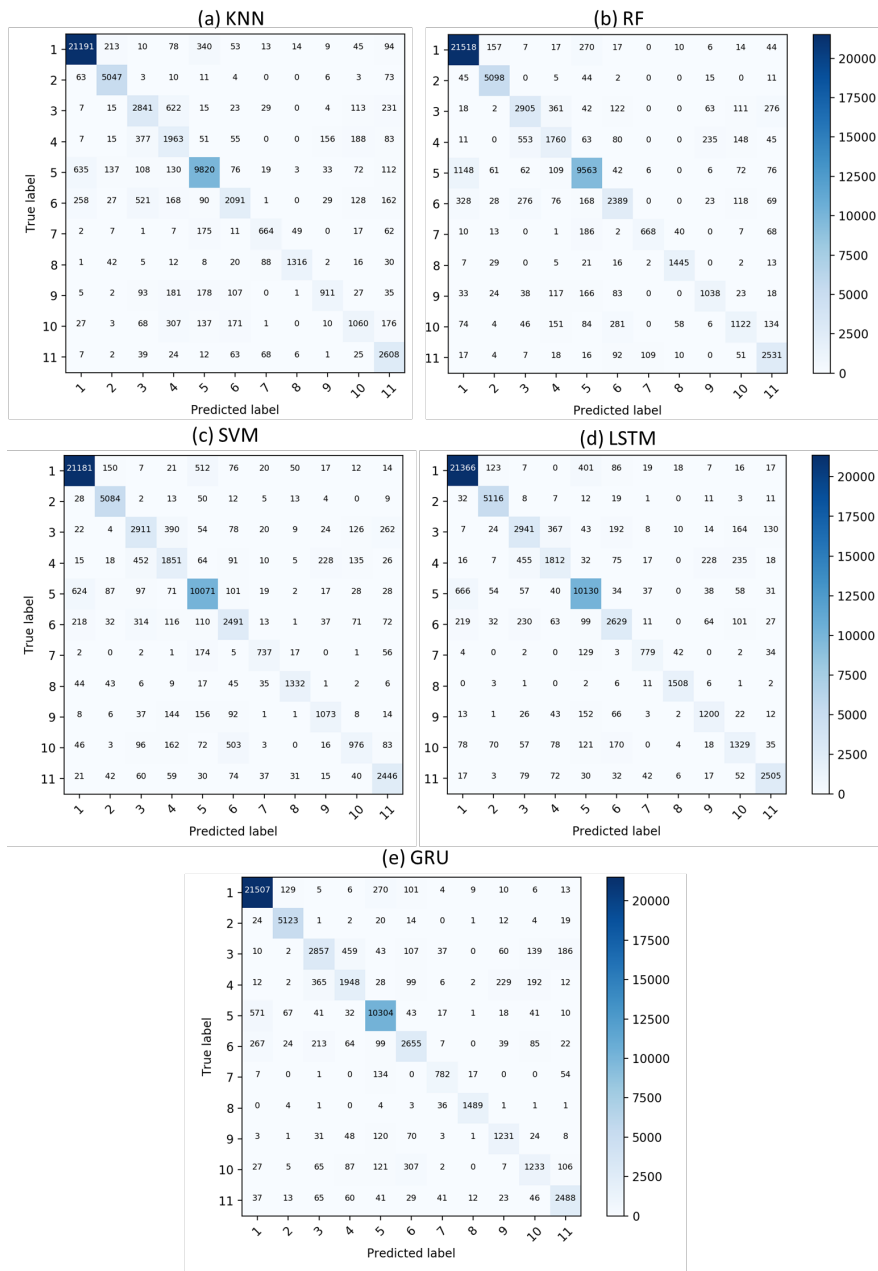 (a) KNN
1 21191 213 10 78 340 53 13 14 9 45 94
2 63 5047 3 10 11 4 0 0 6 3 73
3 7 15 2841 622 15 23 29 0 4 113 231
4 7 15 377 1963 51 55 0 0 156 188 83
5 635 137 108 130 9820 76 19 3 33 72 112
6 258 27 521 168 90 2091 1 0 29 128 162
7 2 7 1 7 175 11 664 49 0 17 62
8 1 42 5 12 8 20 88 1316 2 16 30
9 5 2 93 181 178 107 0 1 911 27 35
10 27 3 68 307 137 171 1 0 10 1060 176
11 7 2 39 24 12 63 68 6 1 25 2608
1 2 3 4 5 6 7 8 9 10 11
True label
Predicted label
(b) RF
1 21518 157 7 17 270 17 0 10 6 14 44
2 45 5098 0 5 44 2 0 0 15 0 11
3 18 2 2905 361 42 122 0 0 63 111 276
4 11 0 553 1760 63 80 0 0 235 148 45
5 1148 61 62 109 9563 42 6 0 6 72 76
6 328 28 276 76 168 2389 0 0 23 118 69
7 10 13 0 1 186 2 668 40 0 7 68
8 7 29 0 5 21 16 2 1445 0 2 13
9 33 24 38 117 166 83 0 0 1038 23 18
10 74 4 46 151 84 281 0 58 6 1122 134
11 17 4 7 18 16 92 109 10 0 51 2531
1 2 3 4 5 6 7 8 9 10 11
True label
Predicted label
20000
17500
15000
12500
10000
7500
5000
2500
0
(c) SVM
1 21181 150 7 21 512 76 20 50 17 12 14
2 28 5084 2 13 50 12 5 13 4 0 9
3 22 4 2911 390 54 78 20 9 24 126 262
4 15 18 452 1851 64 91 10 5 228 135 26
5 624 87 97 71 10071 101 19 2 17 28 28
6 218 32 314 116 110 2491 13 1 37 71 72
7 2 0 2 1 174 5 737 17 0 1 56
8 44 43 6 9 17 45 35 1332 1 2 6
9 8 6 37 144 156 92 1 1 1073 8 14
10 46 3 96 162 72 503 3 0 16 976 83
11 21 42 60 59 30 74 37 31 15 40 2446
1 2 3 4 5 6 7 8 9 10 11
True label
Predicted label
(d) LSTM
1 21366 123 7 0 401 86 19 18 7 16 17
2 32 5116 8 7 12 19 1 0 11 3 11
3 7 24 2941 367 43 192 8 10 14 164 130
4 16 7 455 1812 32 75 17 0 228 235 18
5 666 54 57 40 10130 34 37 0 38 58 31
6 219 32 230 63 99 2629 11 0 64 101 27
7 4 0 2 0 129 3 779 42 0 2 34
8 0 3 1 0 2 6 11 1508 6 1 2
9 13 1 26 43 152 66 3 2 1200 22 12
10 78 70 57 78 121 170 0 4 18 1329 35
11 17 3 79 72 30 32 42 6 17 52 2505
1 2 3 4 5 6 7 8 9 10 11
True label
Predicted label
20000
17500
15000
12500
10000
7500
5000
2500
0
(e) GRU
1 21507 129 5 6 270 101 4 9 10 6 13
2 24 5123 1 2 20 14 0 1 12 4 19
3 10 2 2857 459 43 107 37 0 60 139 186
4 12 2 365 1948 28 99 6 2 229 192 12
5 571 67 41 32 10304 43 17 1 18 41 10
6 267 24 213 64 99 2655 7 0 39 85 22
7 7 0 1 0 134 0 782 17 0 0 54
8 0 4 1 0 4 3 36 1489 1 1 1
9 3 1 31 48 120 70 3 1 1231 24 8
10 27 5 65 87 121 307 2 0 7 1233 106
11 37 13 65 60 41 29 41 12 23 46 2488
1 2 3 4 5 6 7 8 9 10 11
True label
Predicted label
20000
17500
15000
12500
10000
7500
5000
2500
0